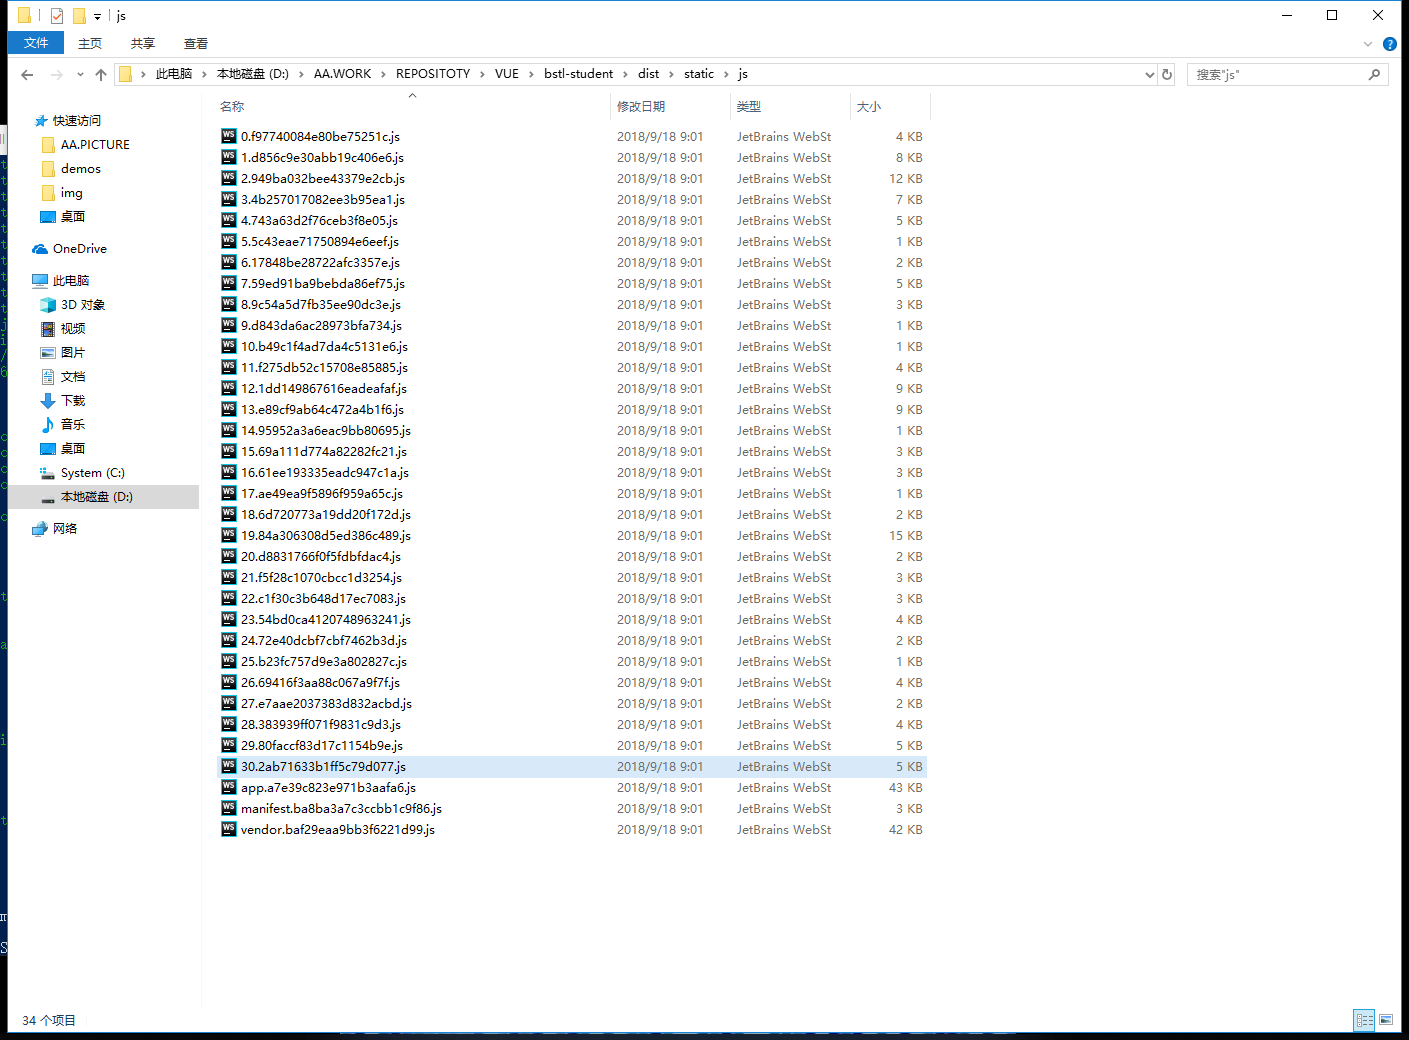 js
文件 主页 共享 查看
此电脑 本地磁盘 (D:) AA.WORK REPOSITOTY VUE bstl-student dist static js 搜索"js"
快速访问
AA.PICTURE
demos
img
桌面
OneDrive
此电脑
3D 对象
视频
图片
文档
下载
音乐
桌面
System (C:)
本地磁盘 (D:)
网络
名称 修改日期 类型 大小
0.f97740084e80be75251c.js 2018/9/18 9:01 JetBrains WebSt 4 KB
1.d856c9e30abb19c406e6.js 2018/9/18 9:01 JetBrains WebSt 8 KB
2.949ba032bee43379e2cb.js 2018/9/18 9:01 JetBrains WebSt 12 KB
3.4b257017082ee3b95ea1.js 2018/9/18 9:01 JetBrains WebSt 7 KB
4.743a63d2f76ceb3f8e05.js 2018/9/18 9:01 JetBrains WebSt 5 KB
5.5c43eae71750894e6eef.js 2018/9/18 9:01 JetBrains WebSt 1 KB
6.17848be28722afc3357e.js 2018/9/18 9:01 JetBrains WebSt 2 KB
7.59ed91ba9bebda86ef75.js 2018/9/18 9:01 JetBrains WebSt 5 KB
8.9c54a5d7fb35ee90dc3e.js 2018/9/18 9:01 JetBrains WebSt 3 KB
9.d843da6ac28973bfa734.js 2018/9/18 9:01 JetBrains WebSt 1 KB
10.b49c1f4ad7da4c5131e6.js 2018/9/18 9:01 JetBrains WebSt 1 KB
11.f275db52c15708e85885.js 2018/9/18 9:01 JetBrains WebSt 4 KB
12.1dd149867616eadeafaf.js 2018/9/18 9:01 JetBrains WebSt 9 KB
13.e89cf9ab64c472a4b1f6.js 2018/9/18 9:01 JetBrains WebSt 9 KB
14.95952a3a6eac9bb80695.js 2018/9/18 9:01 JetBrains WebSt 1 KB
15.69a111d774a82282fc21.js 2018/9/18 9:01 JetBrains WebSt 3 KB
16.61ee193335eadc947c1a.js 2018/9/18 9:01 JetBrains WebSt 3 KB
17.ae49ea9f5896f959a65c.js 2018/9/18 9:01 JetBrains WebSt 1 KB
18.6d720773a19dd20f172d.js 2018/9/18 9:01 JetBrains WebSt 2 KB
19.84a306308d5ed386c489.js 2018/9/18 9:01 JetBrains WebSt 15 KB
20.d8831766f0f5fdbfdac4.js 2018/9/18 9:01 JetBrains WebSt 2 KB
21.f5f28c1070cbcc1d3254.js 2018/9/18 9:01 JetBrains WebSt 3 KB
22.c1f30c3b648d17ec7083.js 2018/9/18 9:01 JetBrains WebSt 3 KB
23.54bd0ca4120748963241.js 2018/9/18 9:01 JetBrains WebSt 4 KB
24.72e40dcbf7cbf7462b3d.js 2018/9/18 9:01 JetBrains WebSt 2 KB
25.b23fc757d9e3a802827c.js 2018/9/18 9:01 JetBrains WebSt 1 KB
26.69416f3aa88c067a9f7f.js 2018/9/18 9:01 JetBrains WebSt 4 KB
27.e7aae2037383d832acbd.js 2018/9/18 9:01 JetBrains WebSt 2 KB
28.383939ff071f9831c9d3.js 2018/9/18 9:01 JetBrains WebSt 4 KB
29.80faccf83d17c1154b9e.js 2018/9/18 9:01 JetBrains WebSt 5 KB
30.2ab71633b1ff5c79d077.js 2018/9/18 9:01 JetBrains WebSt 5 KB
app.a7e39c823e971b3aafa6.js 2018/9/18 9:01 JetBrains WebSt 43 KB
manifest.ba8ba3a7c3ccbb1c9f86.js 2018/9/18 9:01 JetBrains WebSt 3 KB
vendor.baf29eaa9bb3f6221d99.js 2018/9/18 9:01 JetBrains WebSt 42 KB
34 个项目